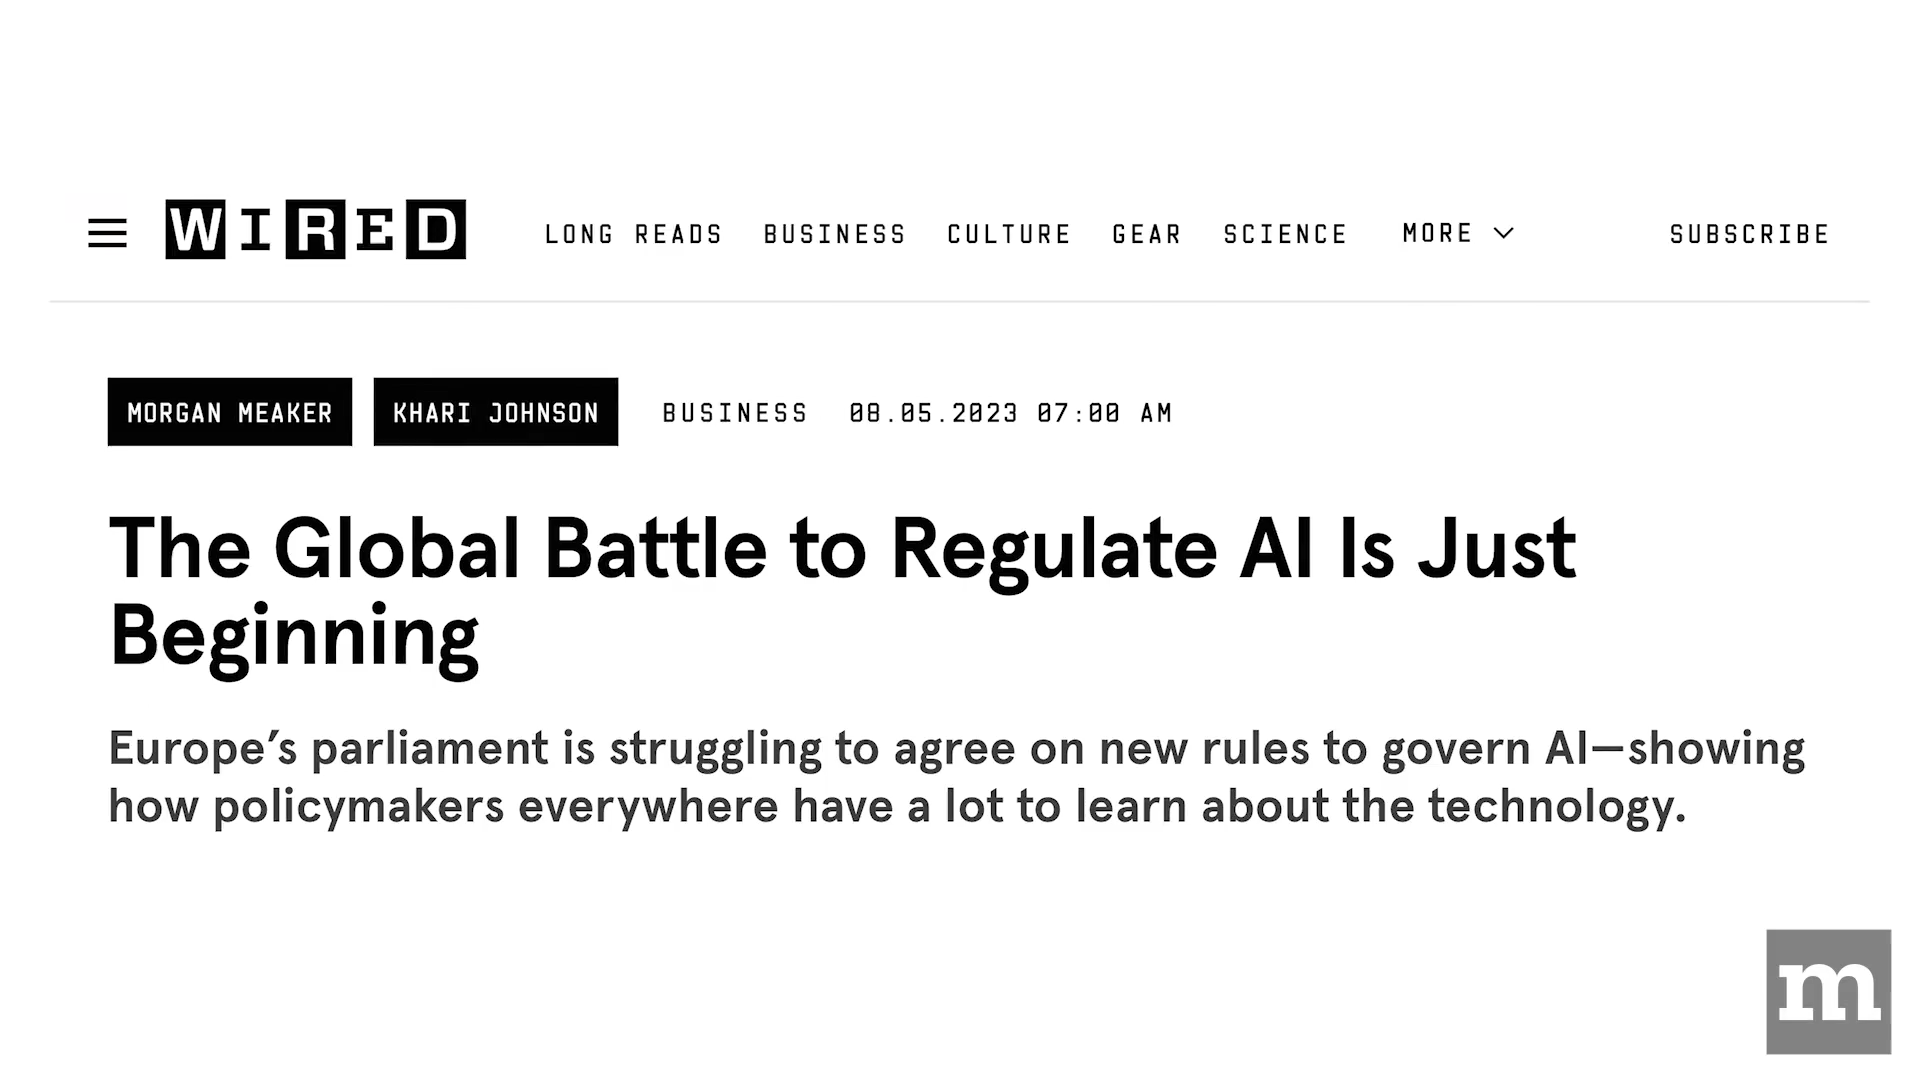 WIRED LONG READS BUSINESS CULTURE GEAR SCIENCE MORE SUBSCRIBE
MORGAN MEAKER KHARI JOHNSON BUSINESS 08.05.2023 07:00 AM
The Global Battle to Regulate AI Is Just
Beginning
Europe’s parliament is struggling to agree on new rules to govern AI—showing
how policymakers everywhere have a lot to learn about the technology.
m